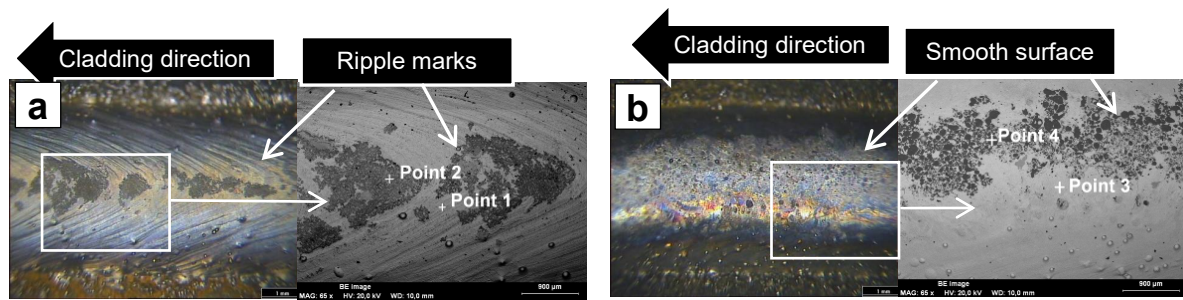 Cladding direction
Ripple marks
a
Point 2
Point 1
1 mm
BE Image
MAG: 65 x HV: 20,0 kV WD: 10,0 mm
900 µm
Cladding direction
Smooth surface
b
Point 4
Point 3
1 mm
BE Image
MAG: 65 x HV: 20,0 kV WD: 10,0 mm
900 µm